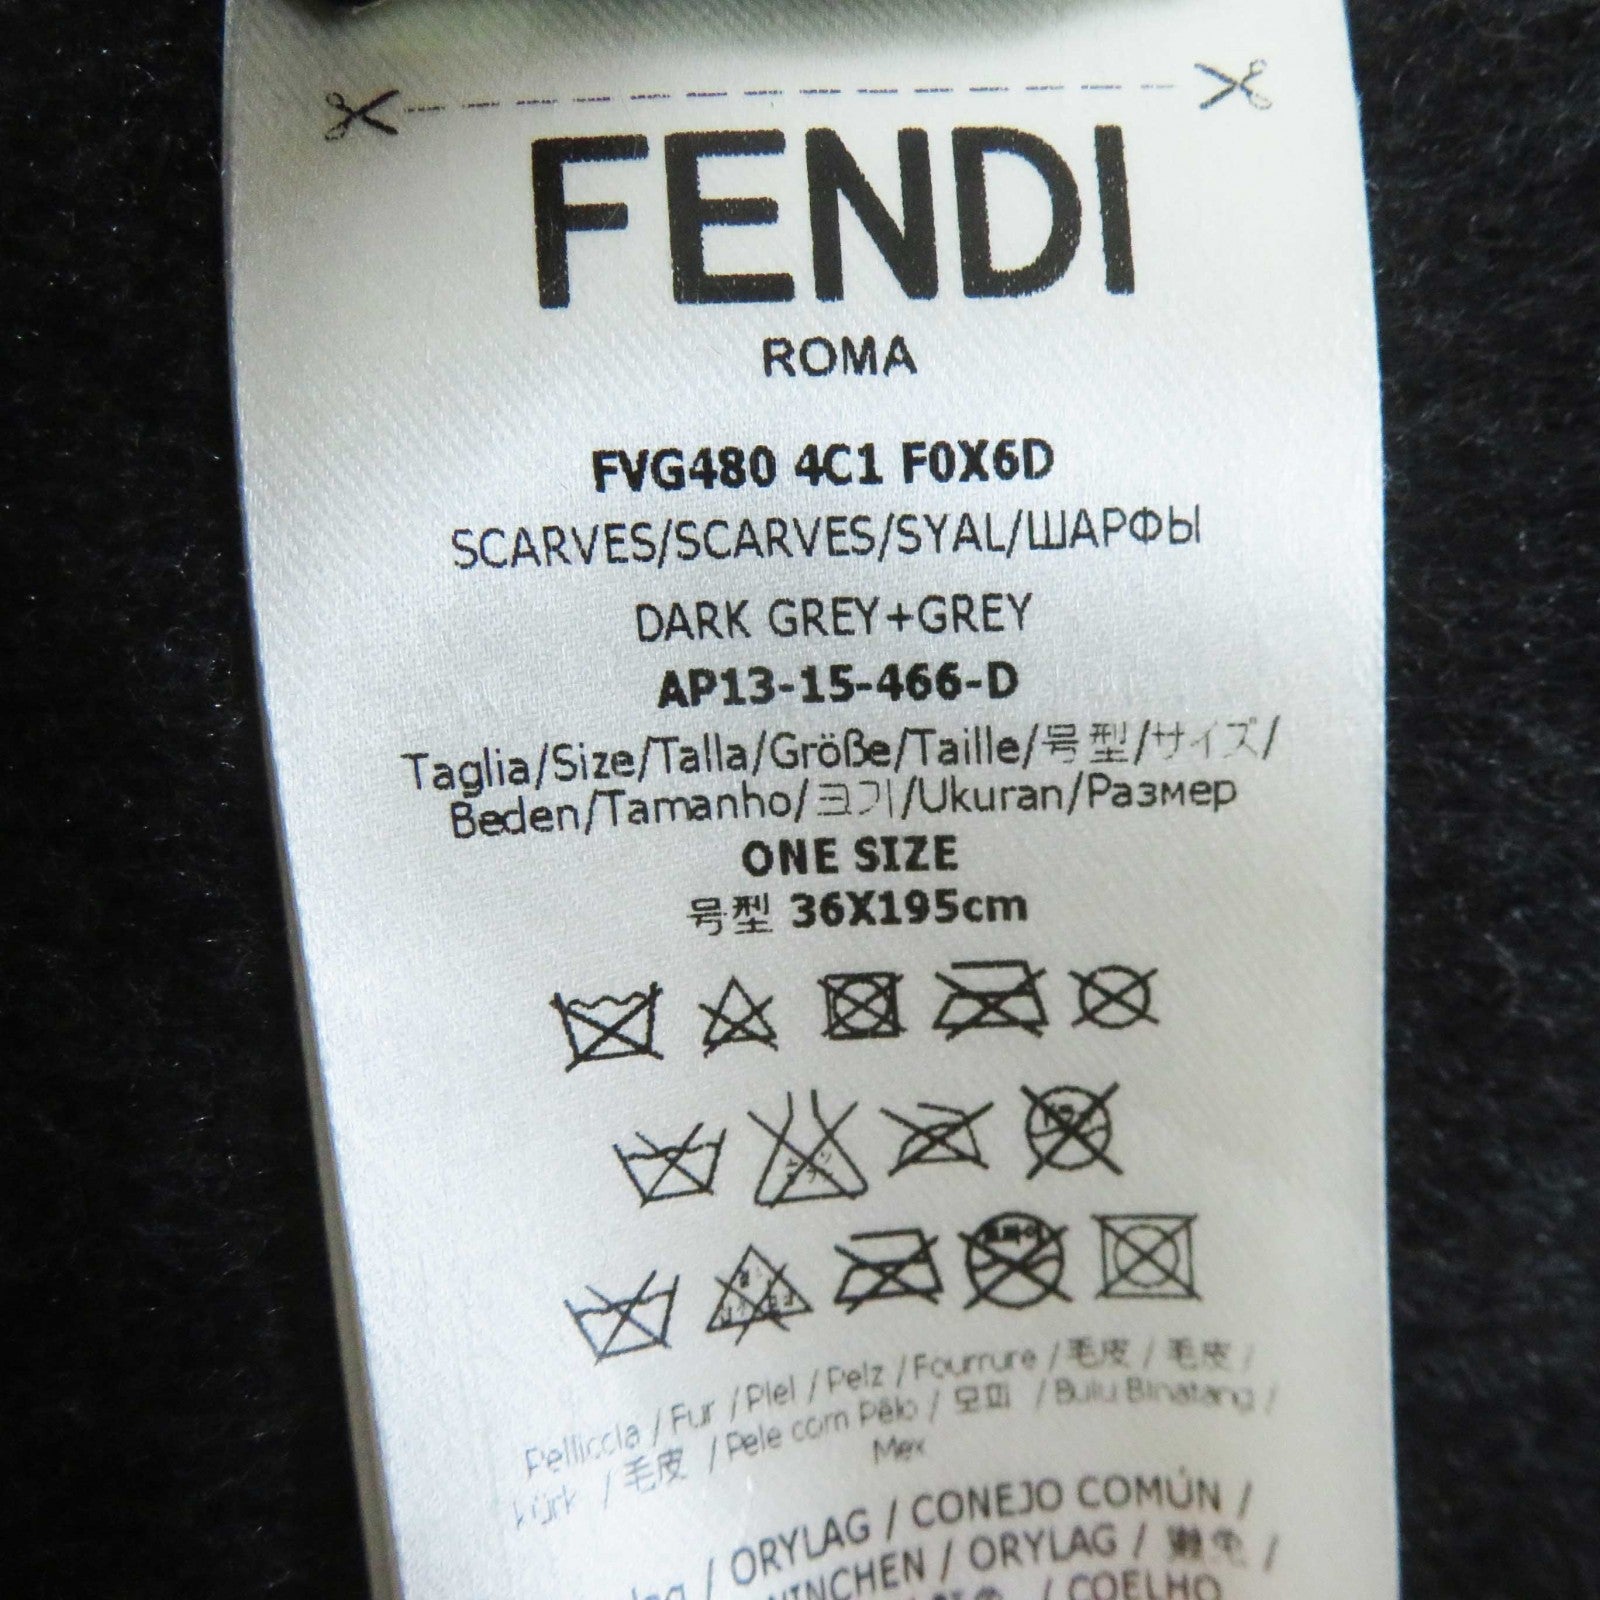 FENDI
ROMA
FVG480 4C1 F0X6D
SCARVES/SCARVES/SYAL/ШАРФЫ
DARK GREY+GREY
AP13-15-466-D
Taglia/Size/Talla/Größe/Taille/号型/サイズ/
Beden/Tamanho/크기/Ukuran/Размер
ONE SIZE
号型 36X195cm
Pelliccia / Fur / Piel / Pelz / Fourrure / 毛皮 / 毛皮 /
kürk / 毛皮 / Pele com Pêlo / 모피 / Bulu Binatang /
Мех
/ ORYLAG / CONEJO COMÚN /
/ ORYLAG /
/ COELHO